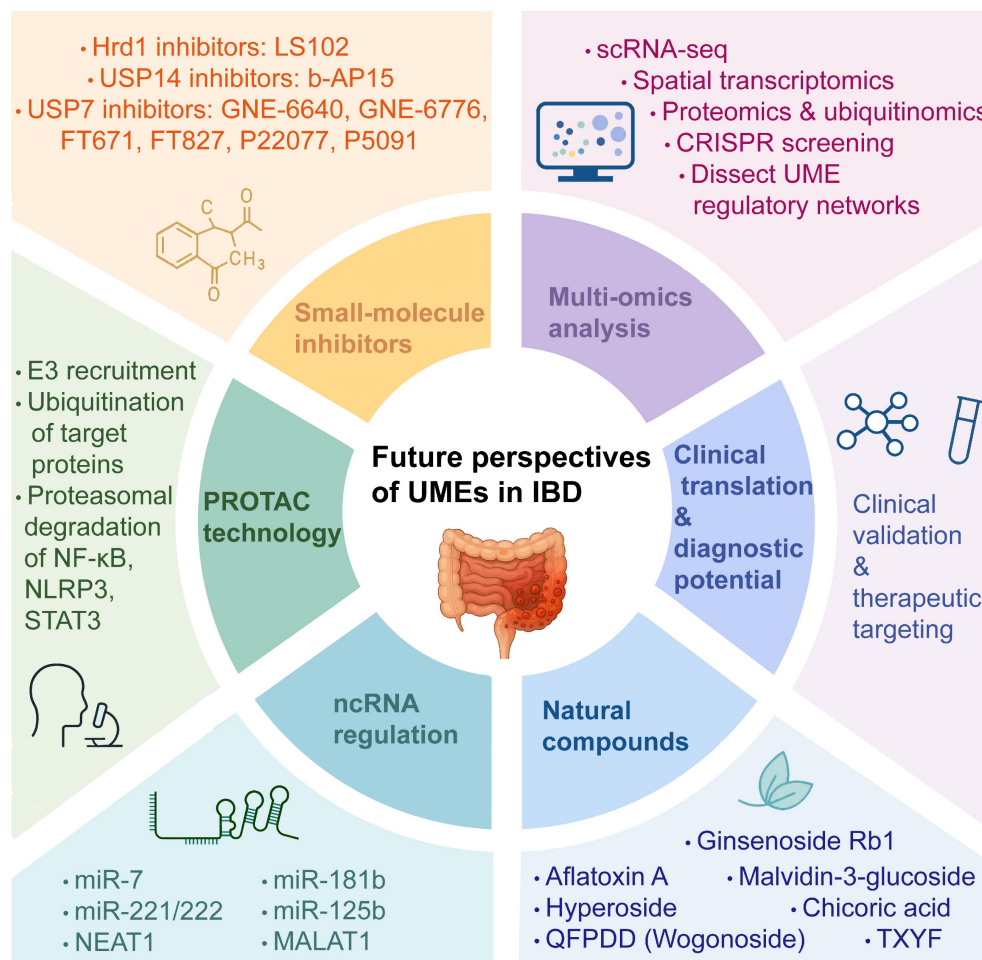 • Hrd1 inhibitors: LS102
• USP14 inhibitors: b-AP15
• USP7 inhibitors: GNE-6640, GNE-6776,
FT671, FT827, P22077, P5091
C
O
CH₃
O
Small-molecule
inhibitors
• scRNA-seq
• Spatial transcriptomics
• Proteomics & ubiquitinomics
• CRISPR screening
• Dissect UME
regulatory networks
Multi-omics
analysis
• E3 recruitment
• Ubiquitination
of target
proteins
• Proteasomal
degradation
of NF-κB,
NLRP3,
STAT3
PROTAC
technology
Future perspectives
of UMEs in IBD
Clinical
translation
&
diagnostic
potential
Clinical
validation
&
therapeutic
targeting
ncRNA
regulation
Natural
compounds
• miR-7
• miR-221/222
• NEAT1
• miR-181b
• miR-125b
• MALAT1
• Ginsenoside Rb1
• Aflatoxin A
• Malvidin-3-glucoside
• Hyperoside
• Chicoric acid
• QFPDD (Wogonoside)
• TXYF